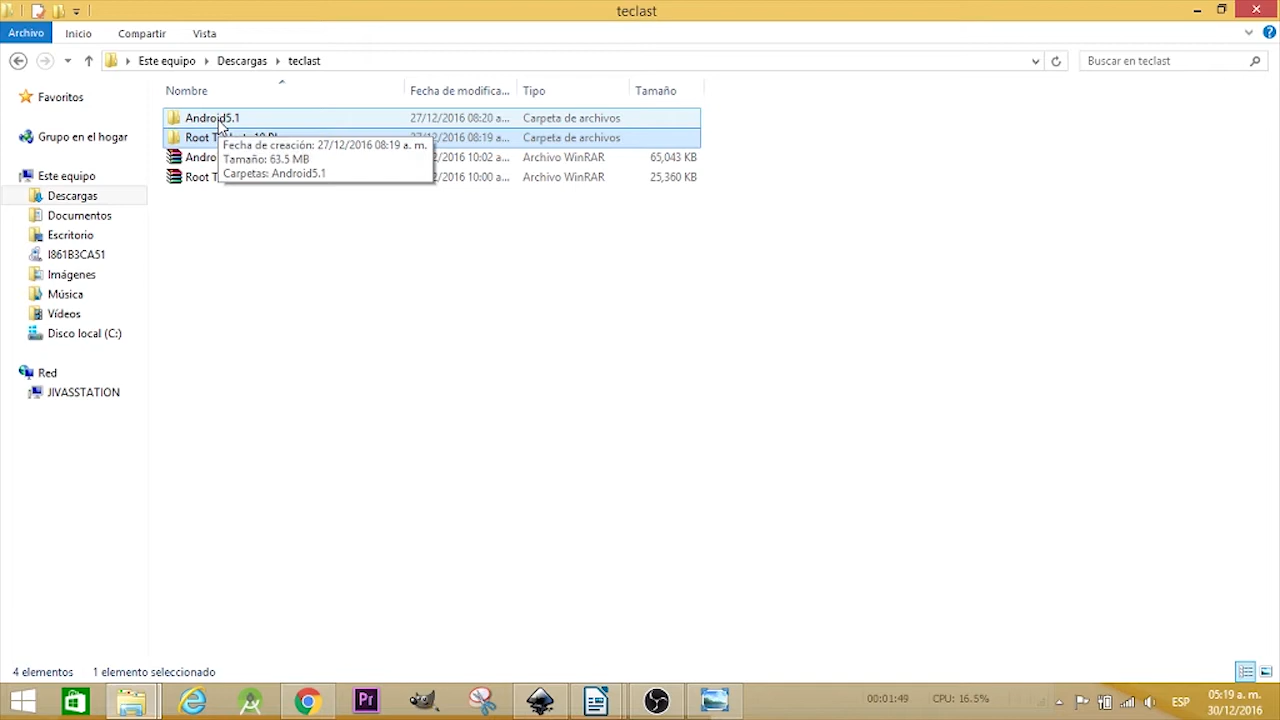 teclast
Archivo Inicio Compartir Vista
Este equipo Descargas teclast
Buscar en teclast
Nombre Fecha de modifica... Tipo Tamaño
Android5.1 27/12/2016 08:20 a... Carpeta de archivos
Root 08:19 a... Carpeta de archivos
Andro 10:02 a... Archivo WinRAR 65,043 KB
Root T 10:00 a... Archivo WinRAR 25,360 KB
Fecha de creación: 27/12/2016 08:19 a. m.
Tamaño: 63.5 MB
Carpetas: Android5.1
Favoritos
Grupo en el hogar
Este equipo
Descargas
Documentos
Escritorio
I861B3CA51
Imágenes
Música
Vídeos
Disco local (C:)
Red
JIVASSTATION
4 elementos 1 elemento seleccionado
Pr
00:01:49 CPU: 16.5%
ESP
05:19 a. m.
30/12/2016